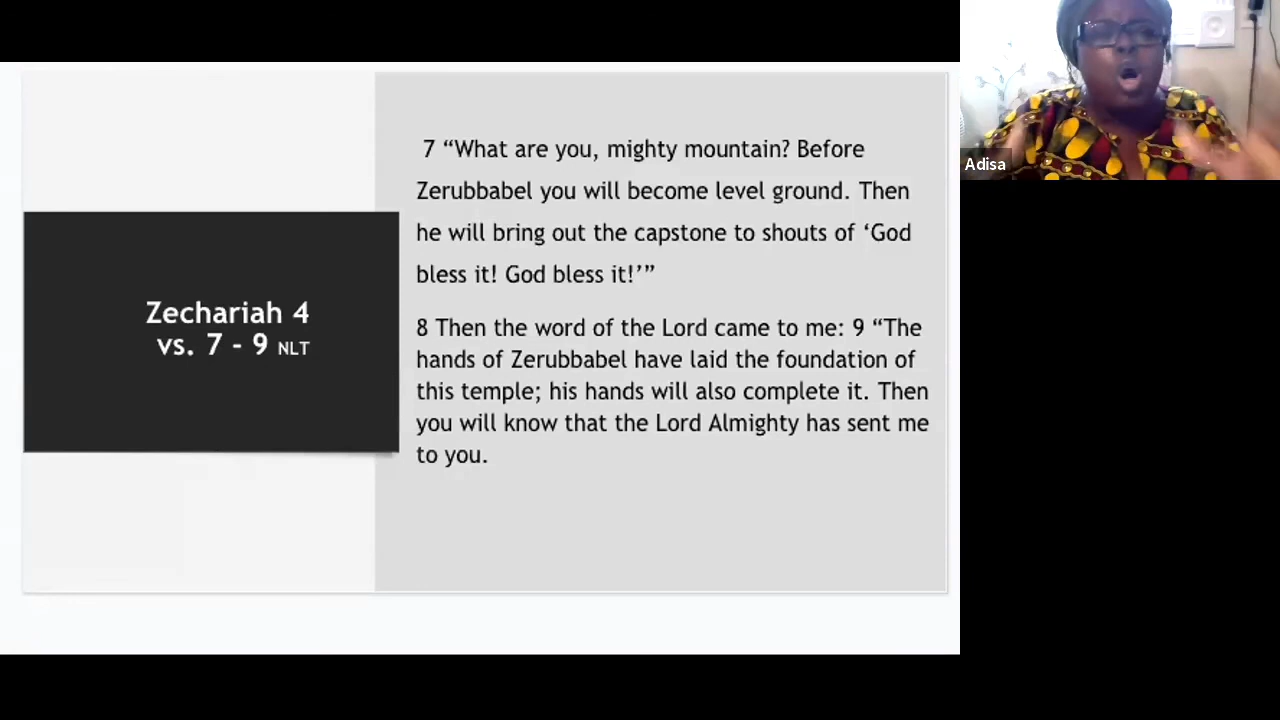 Zechariah 4
vs. 7 - 9 NLT
7 “What are you, mighty mountain? Before
Zerubbabel you will become level ground. Then
he will bring out the capstone to shouts of ‘God
bless it! God bless it!’”
8 Then the word of the Lord came to me: 9 “The
hands of Zerubbabel have laid the foundation of
this temple; his hands will also complete it. Then
you will know that the Lord Almighty has sent me
to you.
Adisa